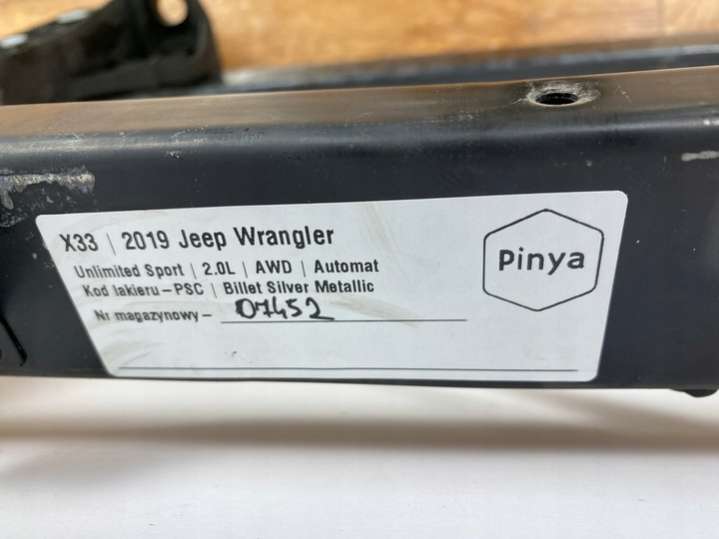 X33 | 2019 Jeep Wrangler
Unlimited Sport | 2.0L | AWD | Automat
Kod lakieru – PSC | Billet Silver Metallic
Nr magazynowy – 07452
Pinya